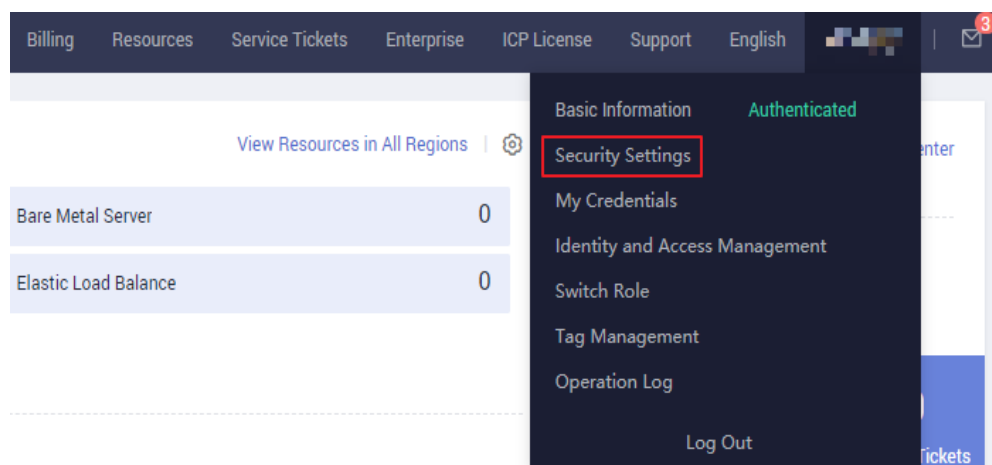 Billing Resources Service Tickets Enterprise ICP License Support English 3
Basic Information Authenticated
View Resources in All Regions
Security Settings
enter
My Credentials
Bare Metal Server 0
Identity and Access Management
Elastic Load Balance 0
Switch Role
Tag Management
Operation Log
Log Out
Tickets